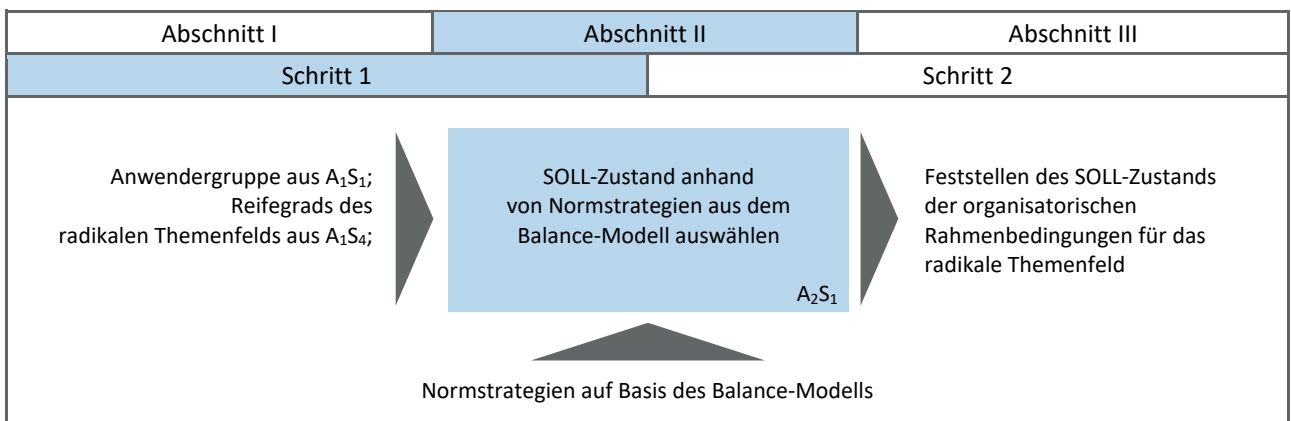 Abschnitt I
Abschnitt II
Abschnitt III
Schritt 1
Schritt 2
Anwendergruppe aus A₁S₁;
Reifegrads des
radikalen Themenfelds aus A₁S₄;
SOLL-Zustand anhand
von Normstrategien aus dem
Balance-Modell auswählen
A₂S₁
Feststellen des SOLL-Zustands
der organisatorischen
Rahmenbedingungen für das
radikale Themenfeld
Normstrategien auf Basis des Balance-Modells